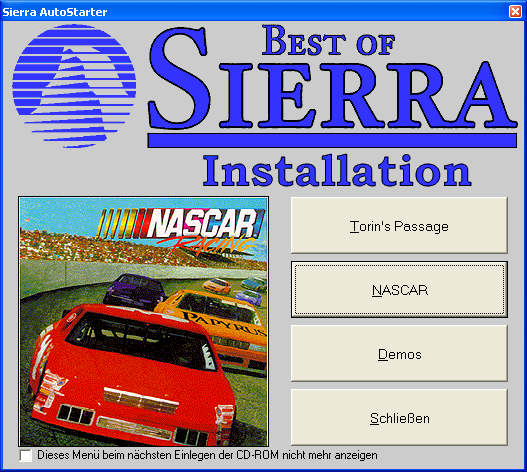 Sierra AutoStarter
BEST OF
SIERRA
Installation
NASCAR
RACING
PAPYRUS
Torin's Passage
NASCAR
Demos
Schließen
Dieses Menü beim nächsten Einlegen der CD-ROM nicht mehr anzeigen